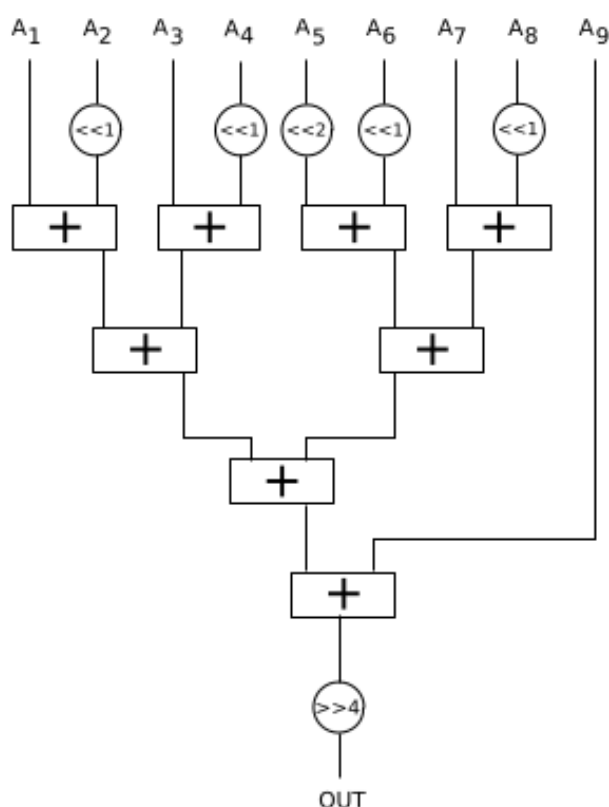 A1 A2 A3 A4 A5 A6 A7 A8 A9
<<1 <<1 <<2 <<1 <<1
+ + + +
+ +
+
+
>>4
OUT